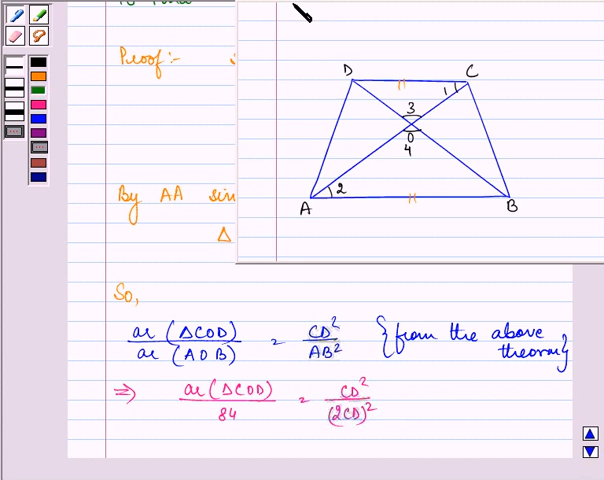 Proof:-
D C
1
3
O
4
2
A B
By AA sim
Δ
So,
ar (ΔCOD) / ar (AOB) = CD² / AB² {from the above theorem}
⇒ ar (ΔCOD) / 84 = CD² / (2CD)²